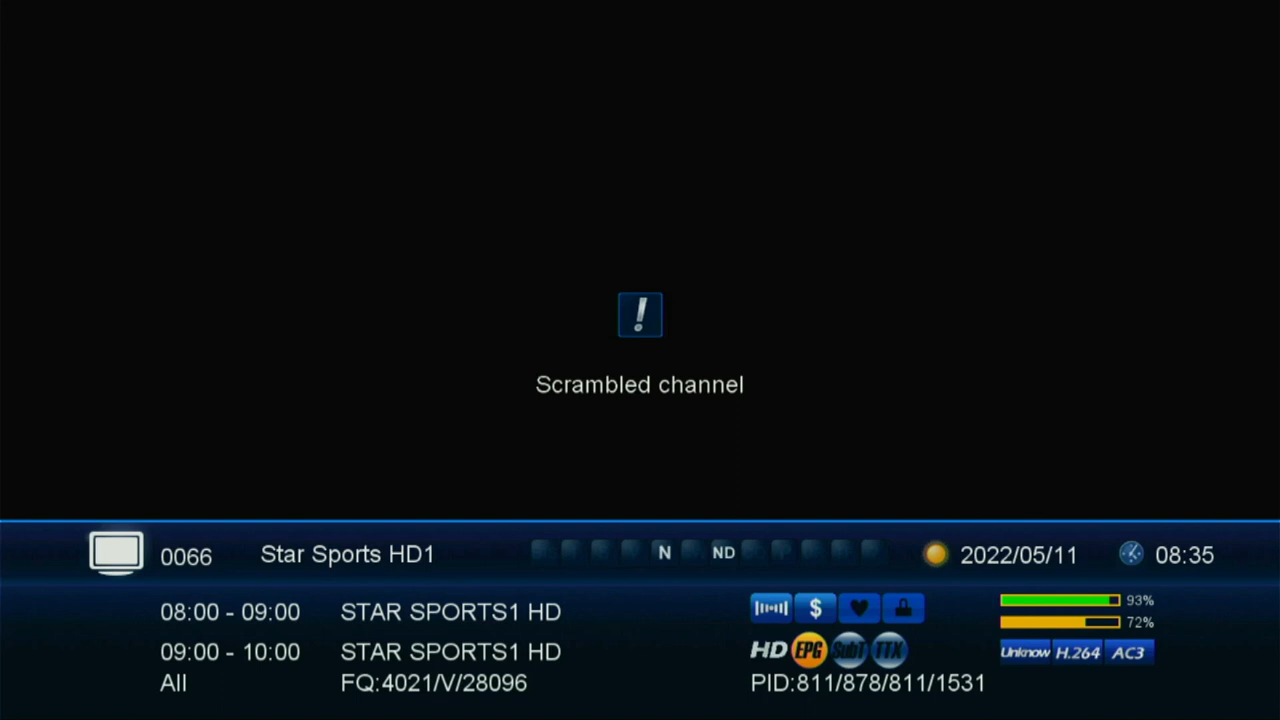 !
Scrambled channel
0066 Star Sports HD1 N ND 2022/05/11 08:35
08:00 - 09:00 STAR SPORTS1 HD $ 93%
72%
09:00 - 10:00 STAR SPORTS1 HD HD EPG SubT TTX Unknow H.264 AC3
All FQ:4021/V/28096 PID:811/878/811/1531